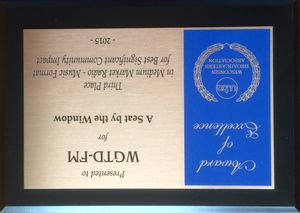 Award
of
Excellence
wba
WISCONSIN
BROADCASTERS
ASSOCIATION
Presented to
WGTD-FM
for
A Seat by the Window
Third Place
in Medium Market Radio - Music Format
for Best Significant Community Impact
- 2015 -